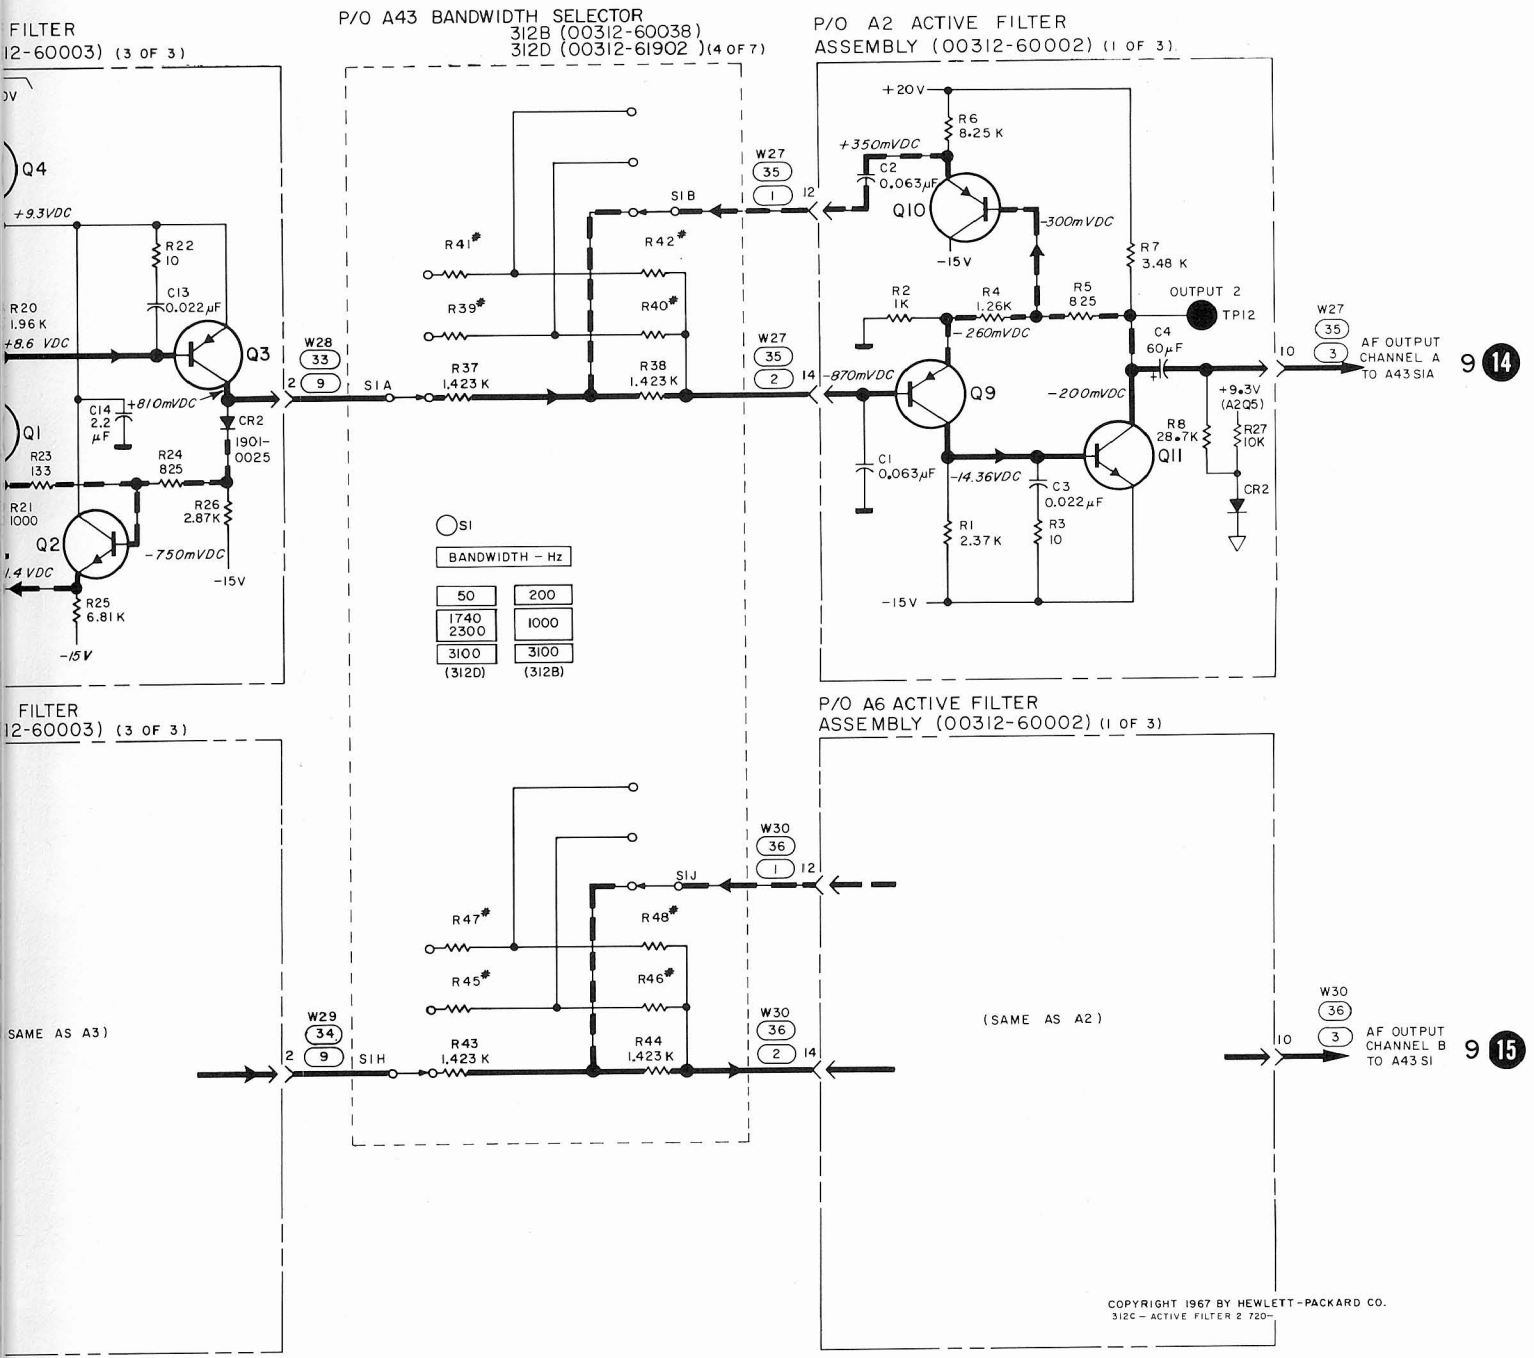 FILTER
12-60003) (3 OF 3)
P/O A43 BANDWIDTH SELECTOR
312B (00312-60038)
312D (00312-61902 )(4 OF 7)
P/O A2 ACTIVE FILTER
ASSEMBLY (00312-60002) (1 OF 3)
Q4
+9.3VDC
R22
10
C13
0.022µF
R20
1.96 K
+8.6 VDC
Q3
+810mVDC
C14
2.2
µF
CR2
1901-
0025
Q1
R23
133
R24
825
R21
1000
R26
2.87K
Q2
-750mVDC
1.4 VDC
-15V
R25
6.81 K
-15V
W28
33
9
2
S1A
R41#
R42#
R39#
R40#
R37
1.423 K
R38
1.423 K
S1B
W27
35
1
12
W27
35
2
14
S1
BANDWIDTH - Hz
50
200
1740
2300
1000
3100
3100
(312D)
(312B)
+20V
R6
8.25 K
+350mVDC
C2
0.063µF
Q10
-300mVDC
-15V
R7
3.48 K
R2
1K
R4
1.26K
R5
825
OUTPUT 2
TP12
-260mVDC
C4
60µF
+
-870mVDC
Q9
-200mVDC
+9.3V
(A2Q5)
R8
28.7K
R27
10K
C1
0.063µF
-14.36VDC
C3
0.022µF
Q11
CR2
R1
2.37 K
R3
10
-15V
10
W27
35
3
AF OUTPUT
CHANNEL A
TO A43S1A
9 14
FILTER
12-60003) (3 OF 3)
P/O A6 ACTIVE FILTER
ASSEMBLY (00312-60002) (1 OF 3)
SAME AS A3)
W29
34
9
2
S1H
R47#
R48#
R45#
R46#
R43
1.423 K
R44
1.423 K
S1J
W30
36
1
12
W30
36
2
14
(SAME AS A2)
10
W30
36
3
AF OUTPUT
CHANNEL B
TO A43S1
9 15
COPYRIGHT 1967 BY HEWLETT-PACKARD CO.
312C - ACTIVE FILTER 2 720-